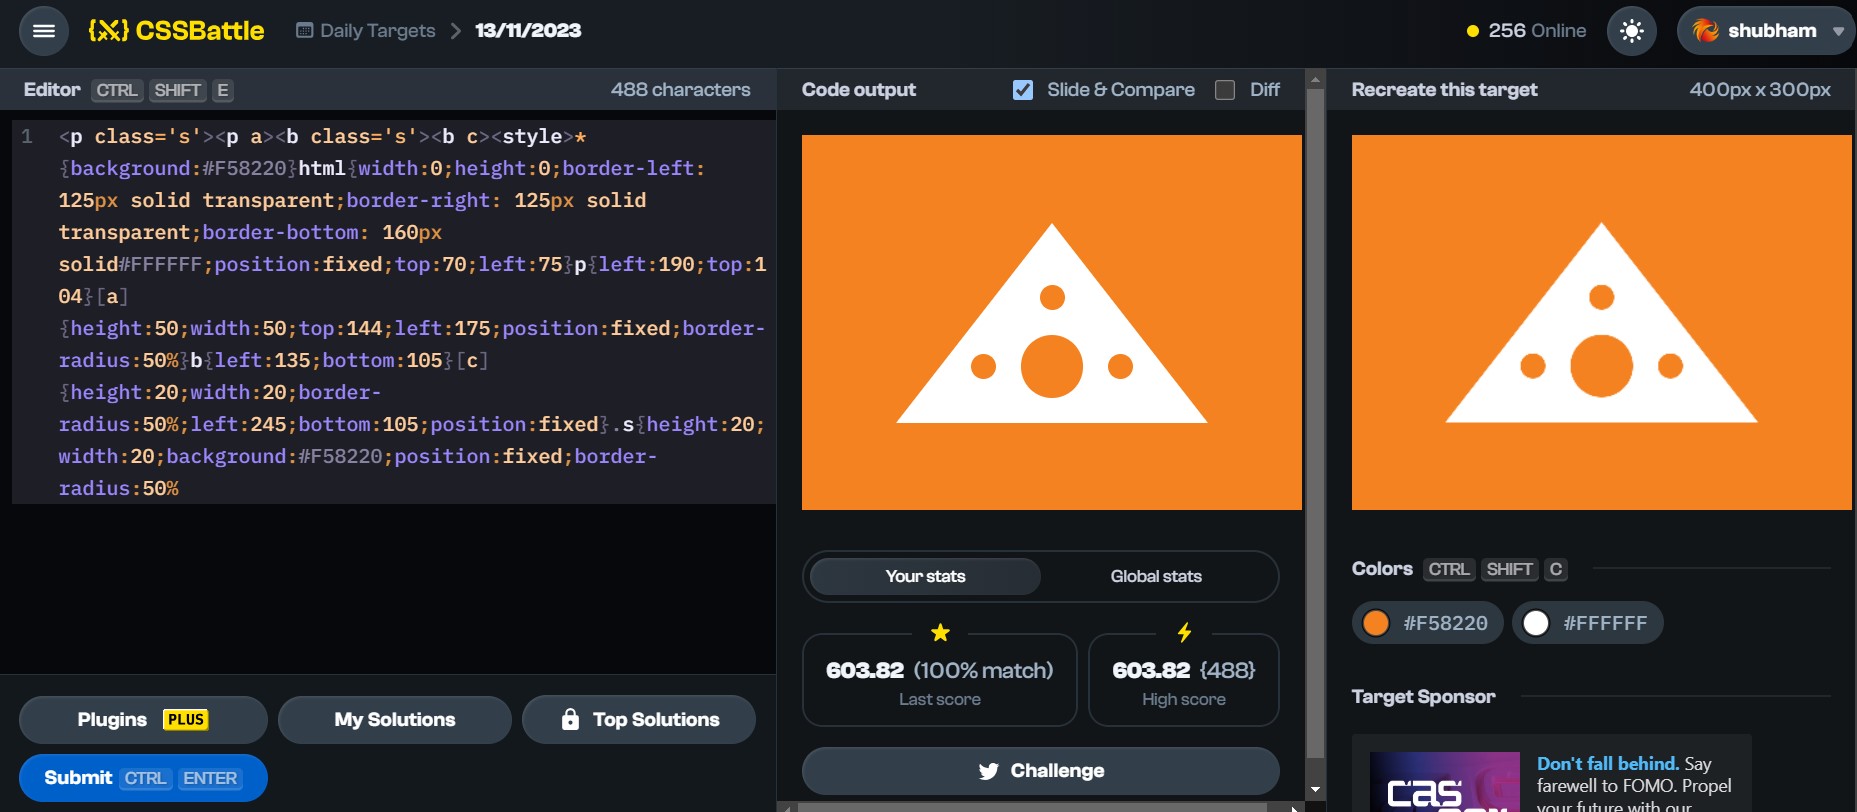 CSSBattle
Daily Targets
13/11/2023
256 Online
shubham
Editor CTRL SHIFT E
488 characters
1 <p class='s'><p a><b class='s'><b c><style>*
{background:#F58220}html{width:0;height:0;border-left:
125px solid transparent;border-right: 125px solid
transparent;border-bottom: 160px
solid#FFFFFF;position:fixed;top:70;left:75}p{left:190;top:1
04}[a]
{height:50;width:50;top:144;left:175;position:fixed;border-
radius:50%}b{left:135;bottom:105}[c]
{height:20;width:20;border-
radius:50%;left:245;bottom:105;position:fixed}.s{height:20;
width:20;background:#F58220;position:fixed;border-
radius:50%
Plugins PLUS
My Solutions
Top Solutions
Submit CTRL ENTER
Code output
Slide & Compare
Diff
Your stats
Global stats
603.82 (100% match)
Last score
603.82 {488}
High score
Challenge
Recreate this target
400px x 300px
Colors CTRL SHIFT C
#F58220
#FFFFFF
Target Sponsor
Don't fall behind. Say
farewell to FOMO. Propel
your future with our